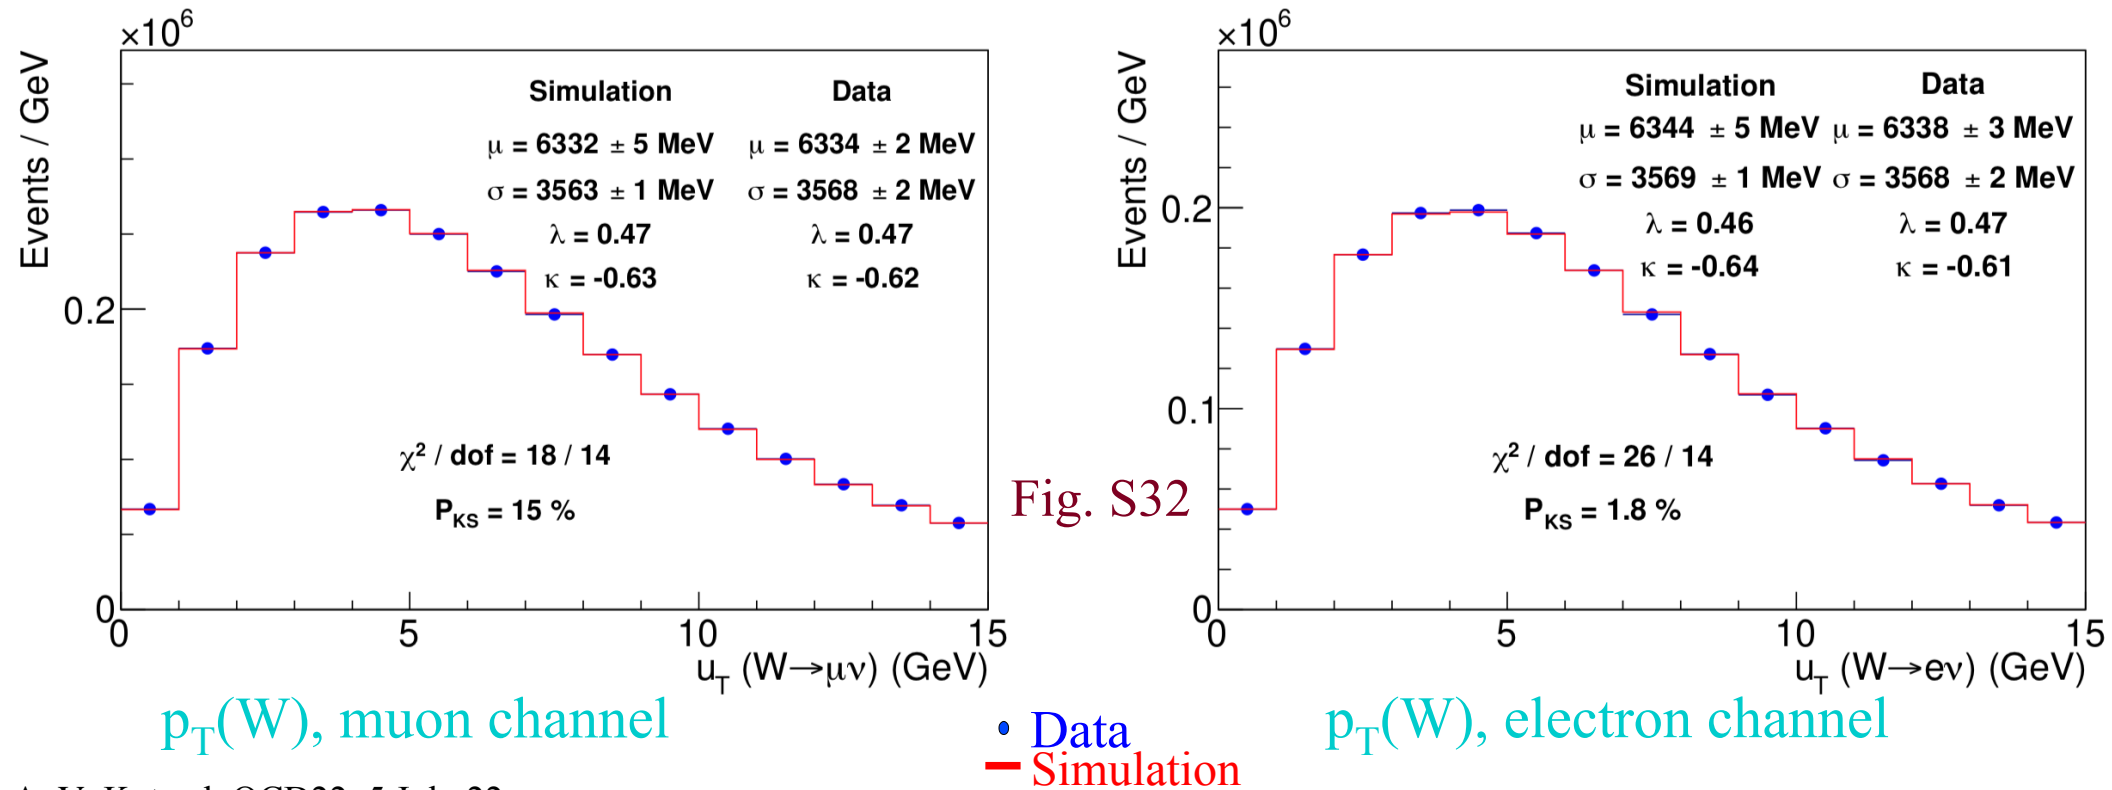 ×10⁶
Events / GeV
Simulation Data
μ = 6332 ± 5 MeV μ = 6334 ± 2 MeV
σ = 3563 ± 1 MeV σ = 3568 ± 2 MeV
λ = 0.47 λ = 0.47
κ = -0.63 κ = -0.62
0.2
χ² / dof = 18 / 14
P_KS = 15 %
0
0 5 10 15
u_T (W→μν) (GeV)
p_T(W), muon channel
Fig. S32
×10⁶
Events / GeV
Simulation Data
μ = 6344 ± 5 MeV μ = 6338 ± 3 MeV
σ = 3569 ± 1 MeV σ = 3568 ± 2 MeV
λ = 0.46 λ = 0.47
κ = -0.64 κ = -0.61
0.2
0.1
χ² / dof = 26 / 14
P_KS = 1.8 %
0
0 5 10 15
u_T (W→eν) (GeV)
p_T(W), electron channel
Data
Simulation